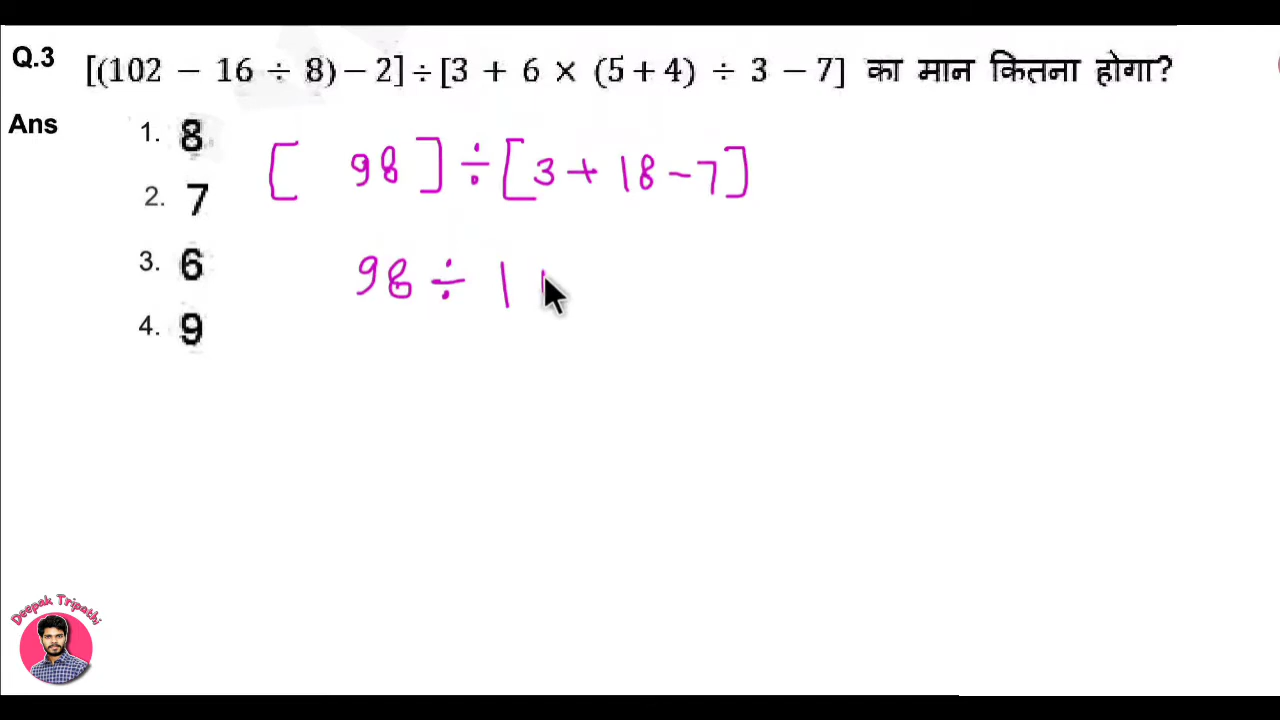 Q.3 [(102 − 16 ÷ 8) − 2] ÷ [3 + 6 × (5 + 4) ÷ 3 − 7] का मान कितना होगा?
Ans
1. 8
[ 98 ] ÷ [3 + 18 − 7]
2. 7
3. 6
98 ÷ 1
4. 9
Deepak Tripathi